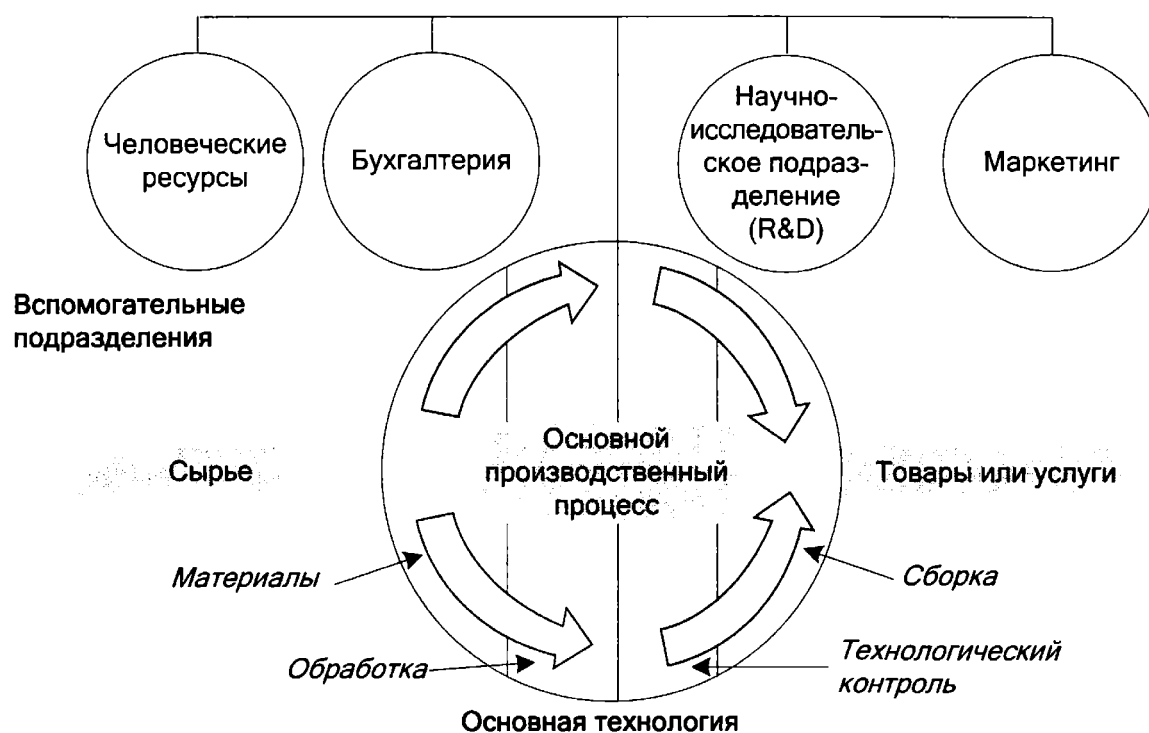 Человеческие
ресурсы
Бухгалтерия
Научно-
исследователь-
ское подраз-
деление
(R&D)
Маркетинг
Вспомогательные
подразделения
Сырье
Основной
производственный
процесс
Товары или услуги
Материалы
Сборка
Обработка
Технологический
контроль
Основная технология